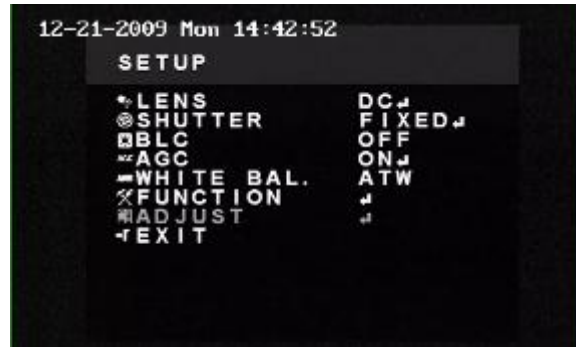 12-21-2009 Mon 14:42:52
SETUP
LENS DC↵
SHUTTER FIXED↵
BLC OFF
AGC ON↵
WHITE BAL. ATW
FUNCTION ↵
ADJUST ↵
EXIT